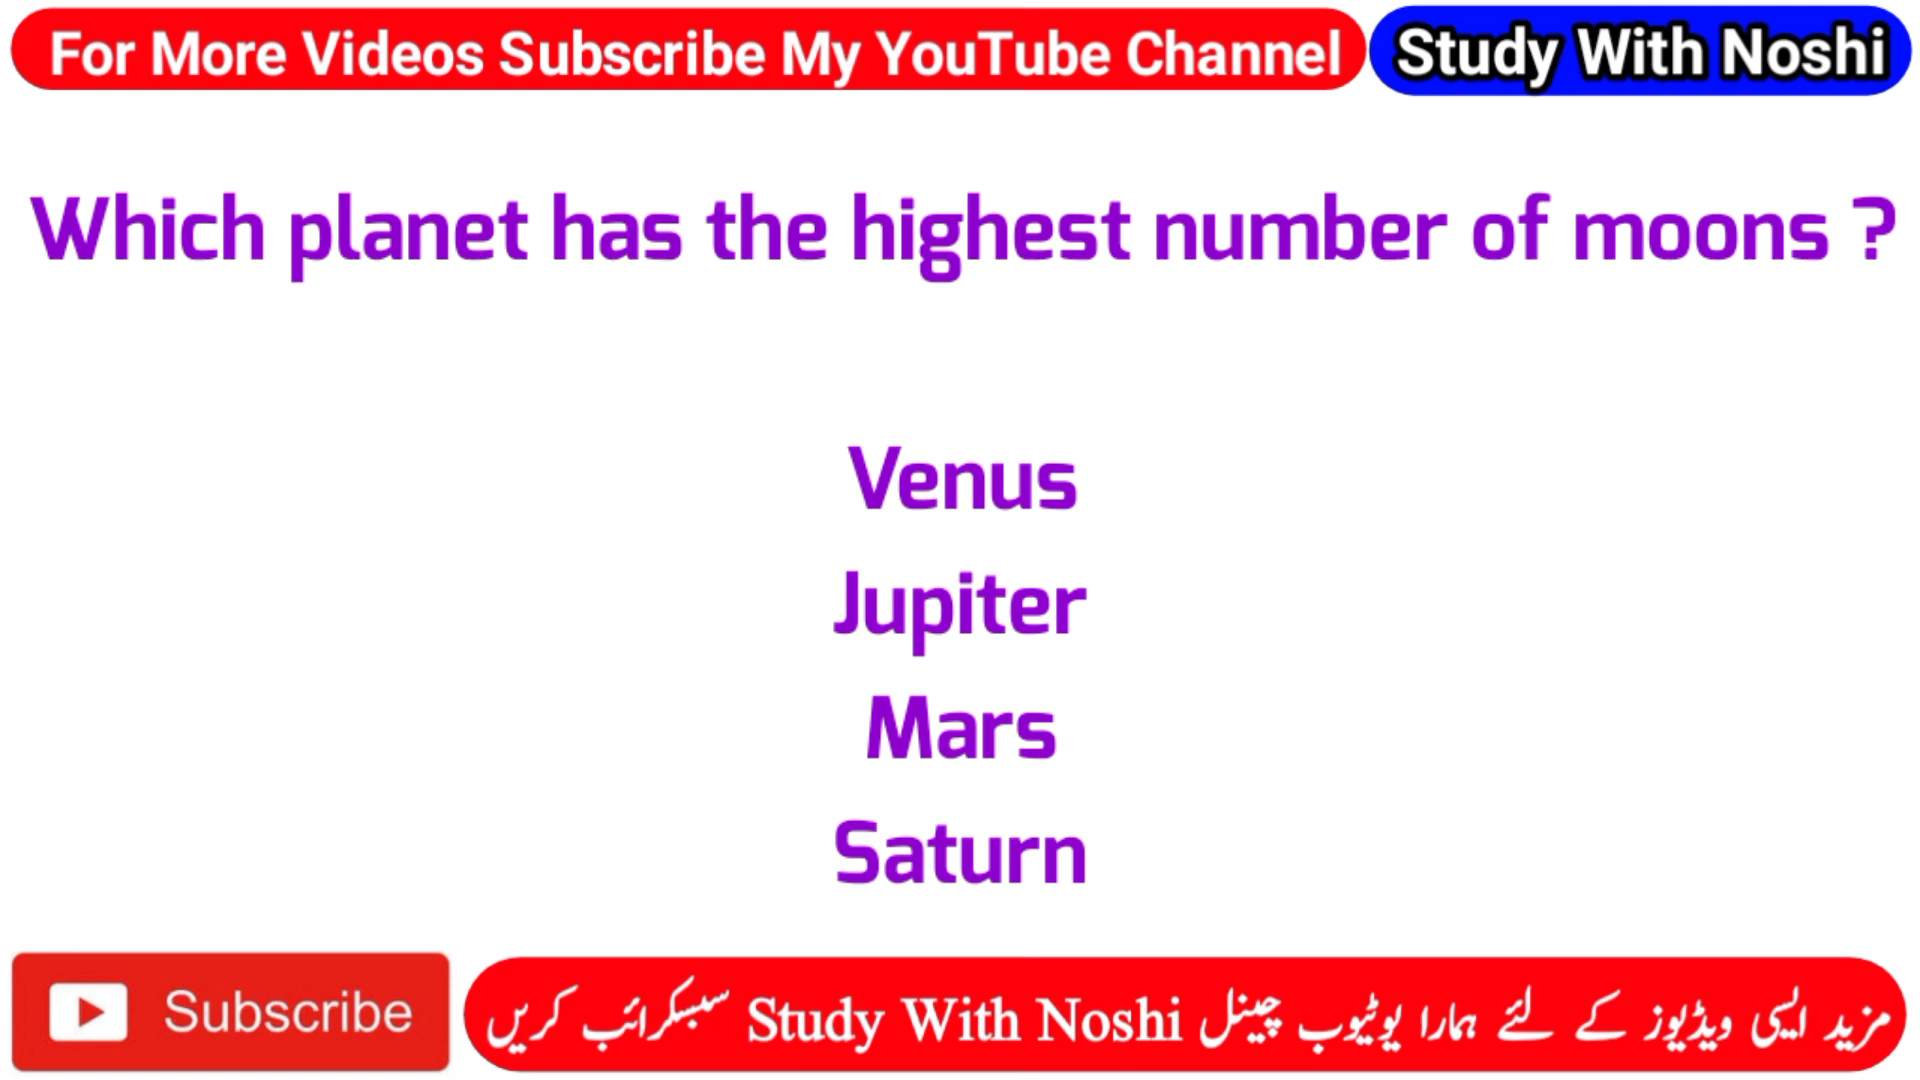 For More Videos Subscribe My YouTube Channel
Study With Noshi
Which planet has the highest number of moons ?
Venus
Jupiter
Mars
Saturn
Subscribe
مزید ایسی ویڈیوز کے لئے ہمارا یوٹیوب چینل Study With Noshi سبسکرائب کریں